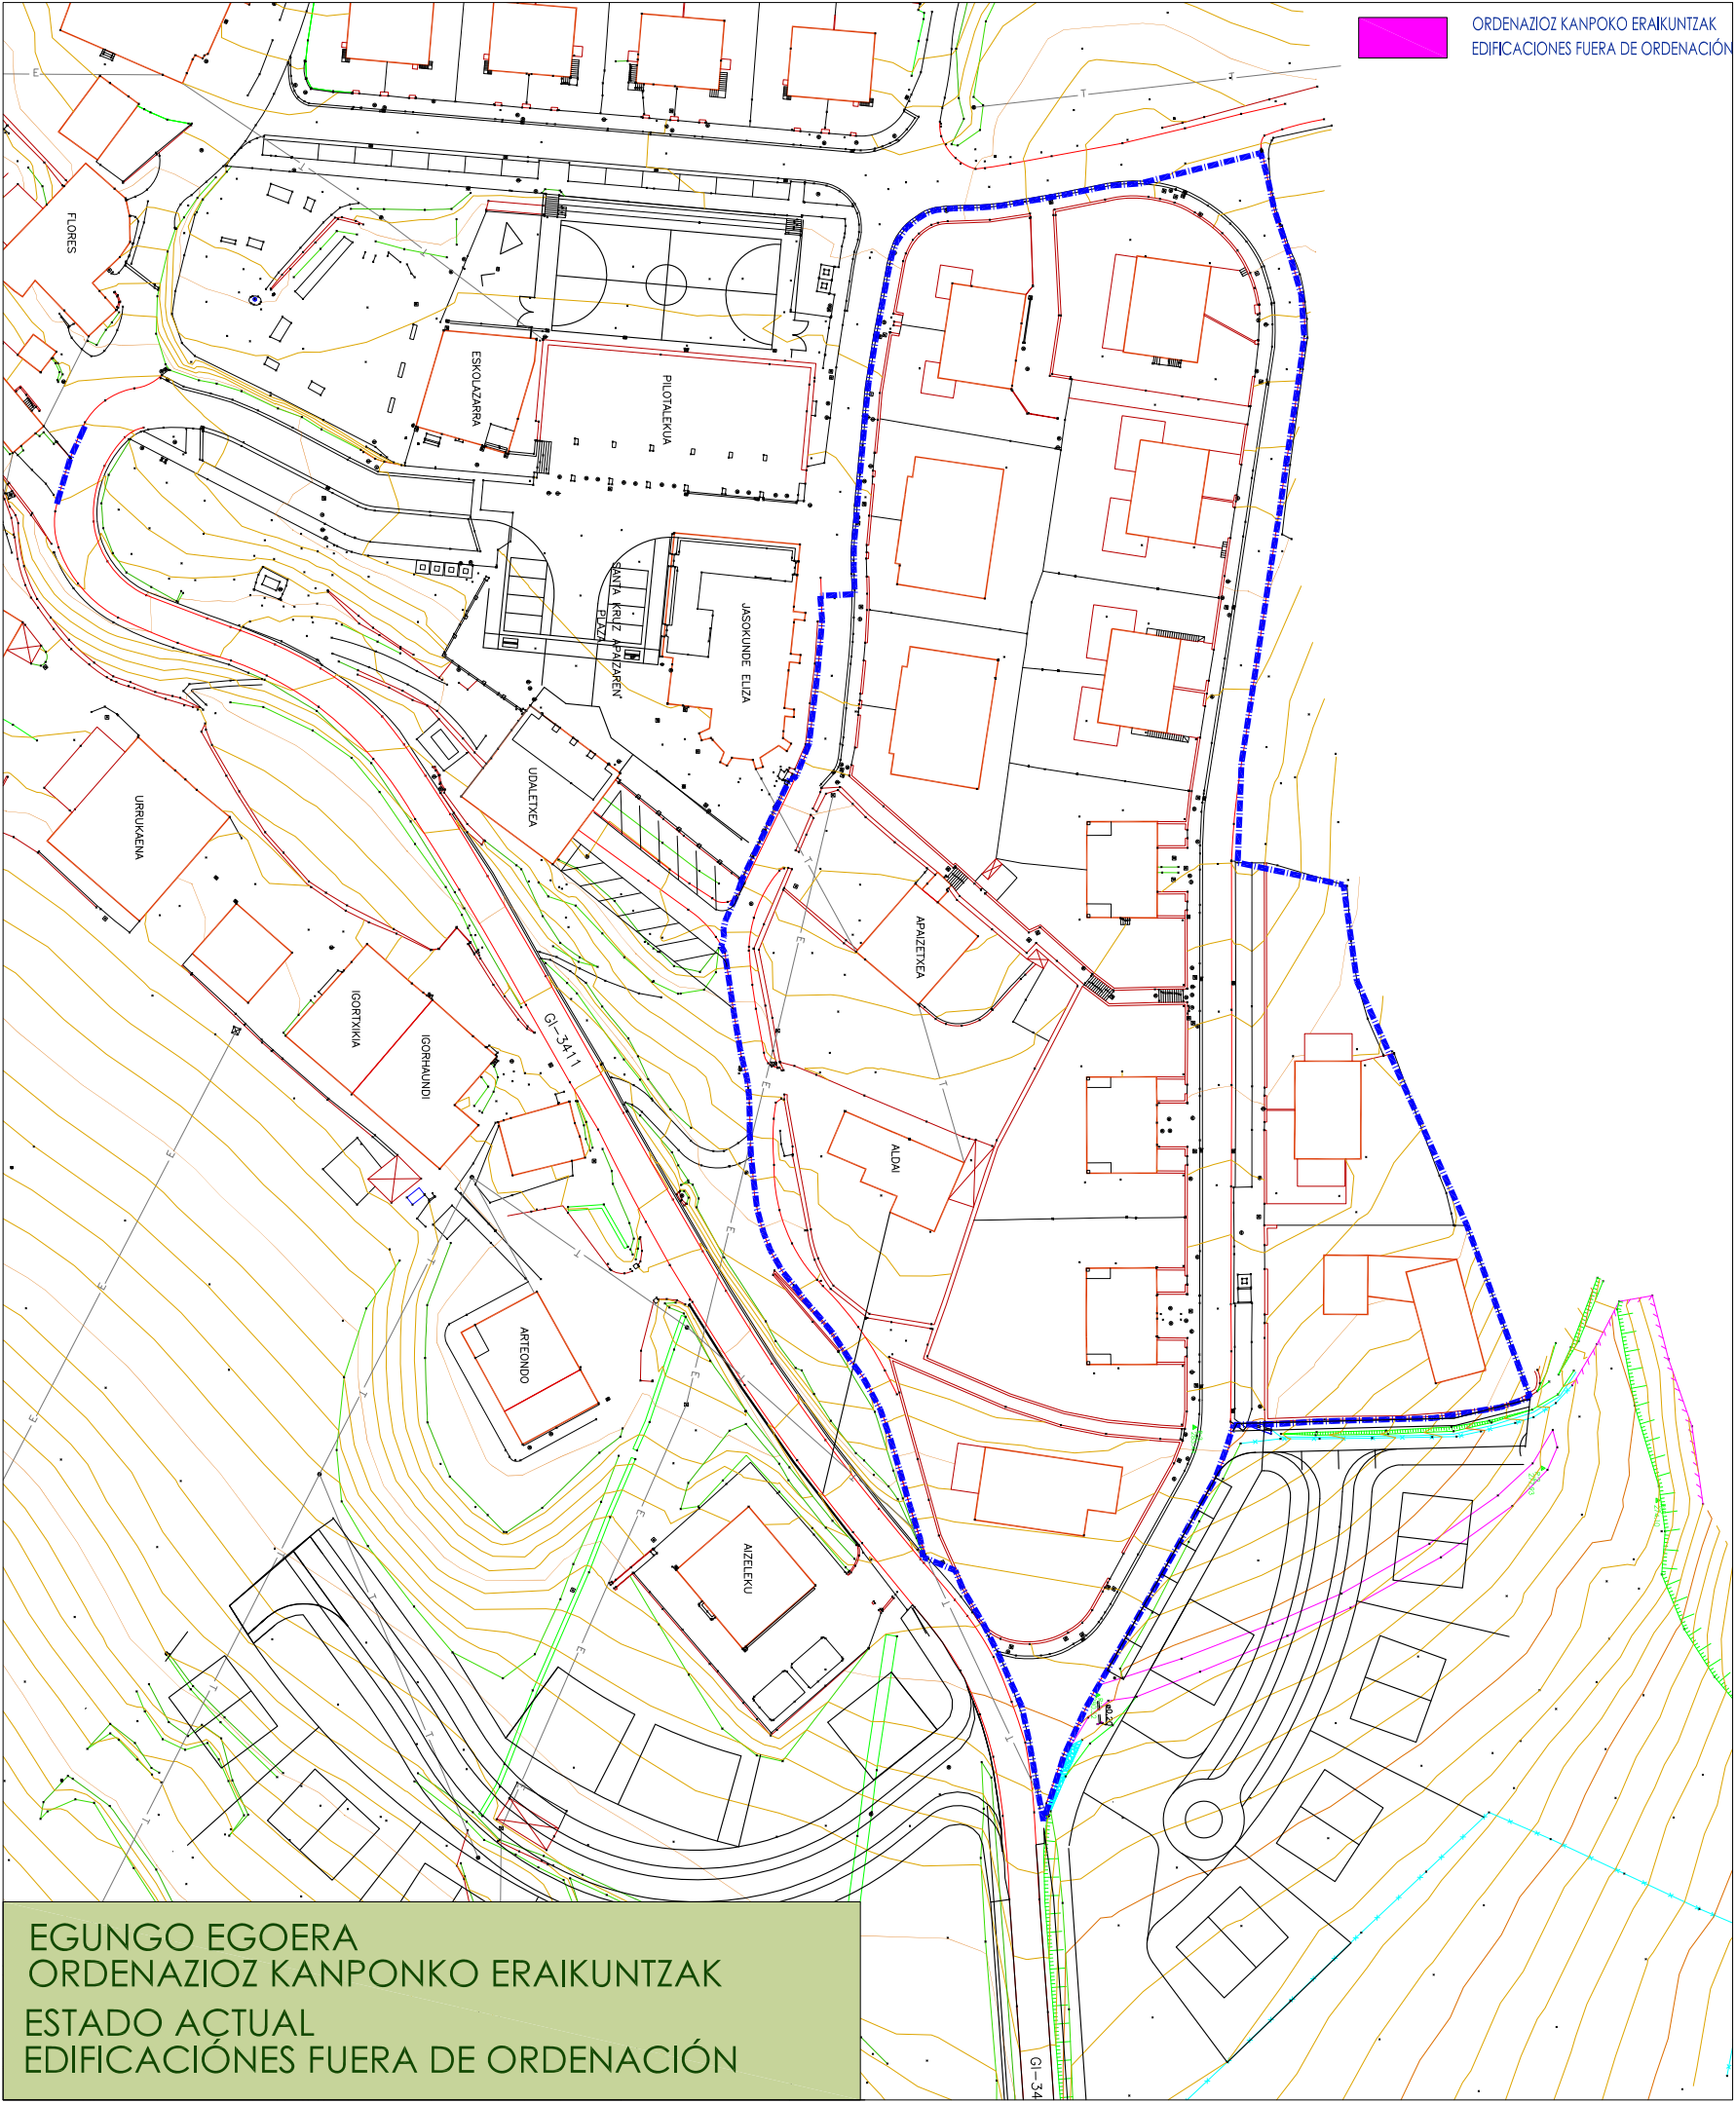 ORDENAZIOZ KANPOKO ERAIKUNTZAK
EDIFICACIONES FUERA DE ORDENACIÓN
E
T
T
FLORES
ESKOLAZARRA
PILOTALEKUA
SANTA KRUZ APAIZAREN
PLAZA
JASOKUNDE ELIZA
UDALETXEA
URRUKAENA
APAIZETXEA
IGORTXIKIA
IGORHAUNDI
GI-3411
ALDAI
ARTEONDO
AIZELEKU
GI-34
EGUNGO EGOERA
ORDENAZIOZ KANPONKO ERAIKUNTZAK
ESTADO ACTUAL
EDIFICACIÓNES FUERA DE ORDENACIÓN